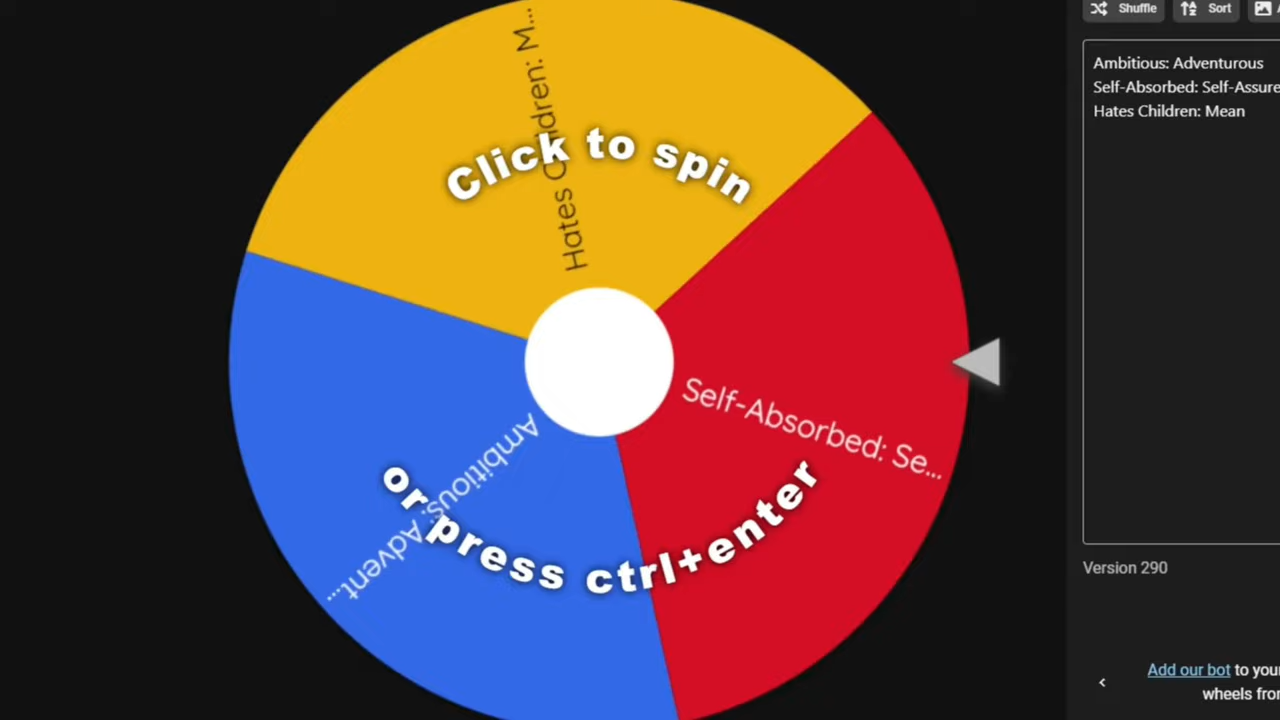 Shuffle
Sort
Ambitious: Adventurous
Self-Absorbed: Self-Assure
Hates Children: Mean
Hates Children: M...
Click to spin
Self-Absorbed: Se...
Ambitious: Advent...
or press ctrl+enter
Version 290
Add our bot to your
wheels from